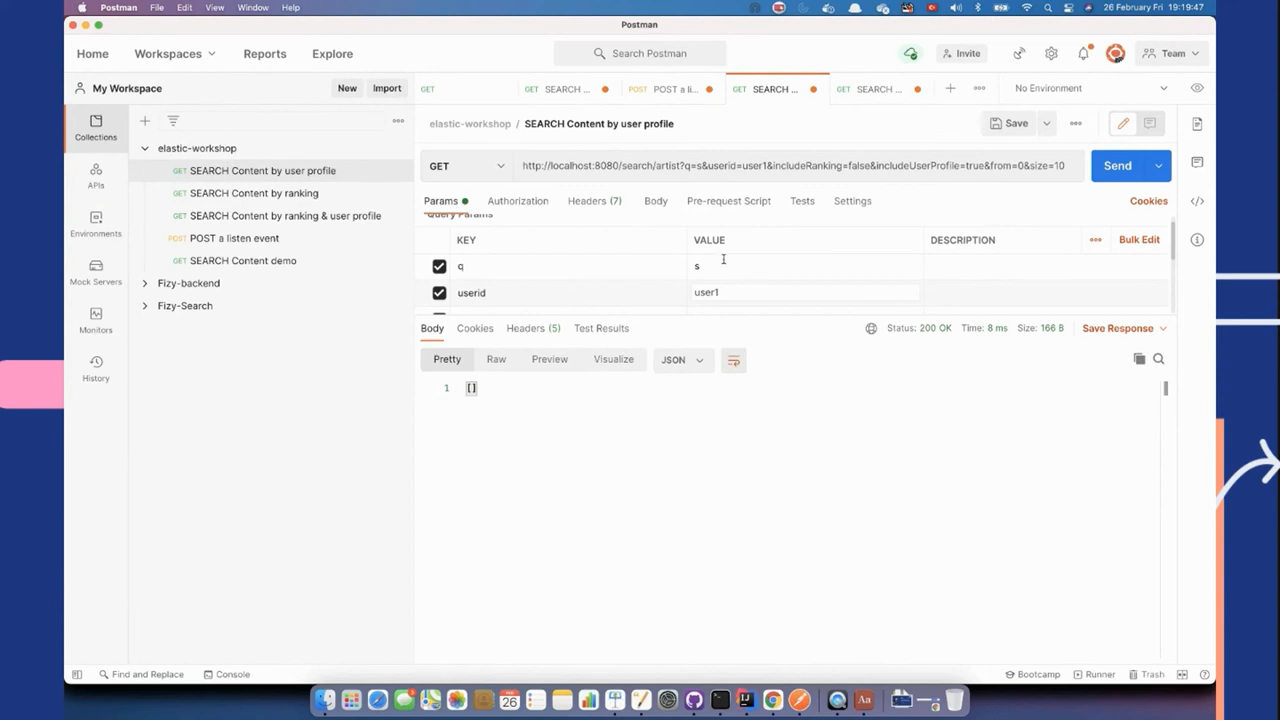 Postman File Edit View Window Help 26 February Fri 19:19:47
Postman
Home Workspaces Reports Explore Search Postman Invite Team
My Workspace New Import
GET SEARCH ... POST a li... GET SEARCH ... GET SEARCH ... No Environment
Collections
APIs
Environments
Mock Servers
Monitors
History
elastic-workshop
GET SEARCH Content by user profile
GET SEARCH Content by ranking
GET SEARCH Content by ranking & user profile
POST POST a listen event
GET SEARCH Content demo
Fizy-backend
Fizy-Search
elastic-workshop / SEARCH Content by user profile Save
GET http://localhost:8080/search/artist?q=s&userid=user1&includeRanking=false&includeUserProfile=true&from=0&size=10 Send
Params Authorization Headers (7) Body Pre-request Script Tests Settings Cookies
Query Params
KEY VALUE DESCRIPTION Bulk Edit
q s
userid user1
Body Cookies Headers (5) Test Results Status: 200 OK Time: 8 ms Size: 166 B Save Response
Pretty Raw Preview Visualize JSON
1 []
Find and Replace Console Bootcamp Runner Trash